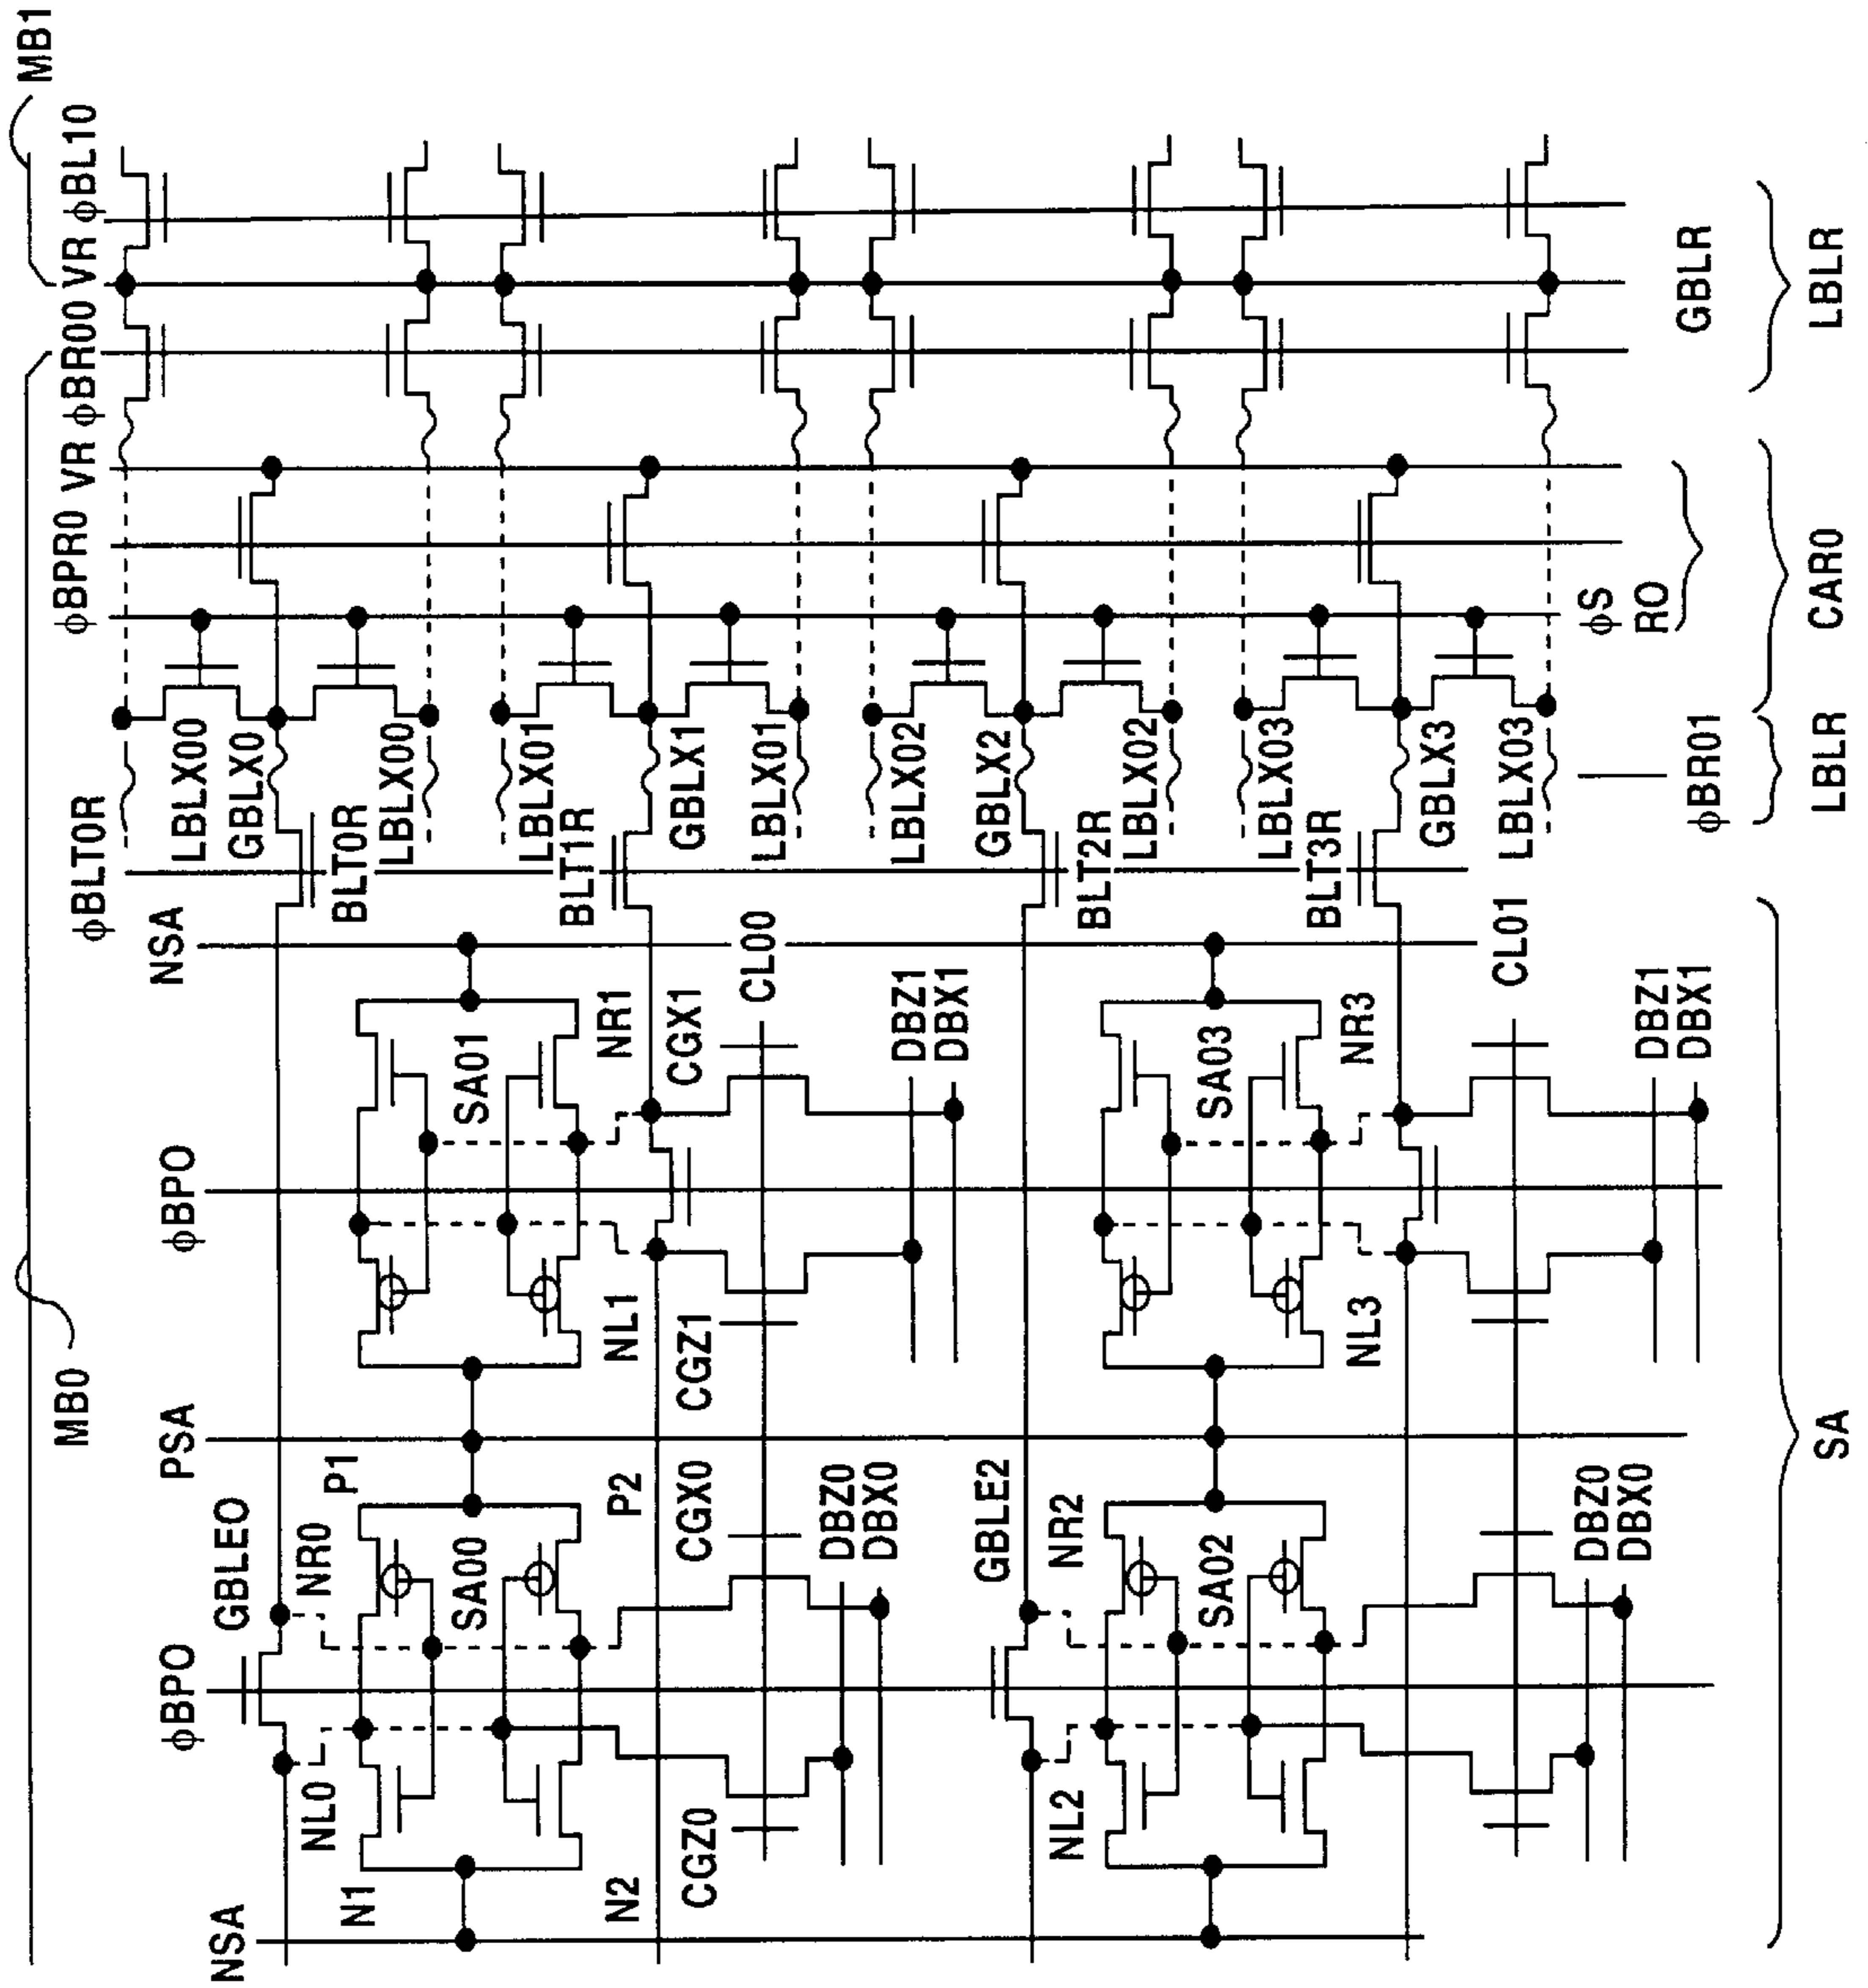 MB1
MB0
φBPR0
VR
φBR00
VR
φBL10
φBLT0R
NSA
φBPO
PSA
φBPO
NSA
LBLX00
GBLX0
LBLX00
BLT0R
LBLX01
BLT1R
GBLX1
LBLX01
LBLX02
GBLX2
LBLX02
BLT2R
LBLX03
BLT3R
GBLX3
LBLX03
φS
RO
CAR0
GBLR
LBLR
φBR01
LBLR
GBLEO
NR0
NL0
P1
P2
N1
N2
SA00
SA01
NR1
NL1
CGX1
CGZ1
CGX0
CGZ0
CL00
DBZ1
DBX1
DBZ0
DBX0
GBLE2
NR2
NL2
SA02
SA03
NR3
NL3
CL01
DBZ1
DBX1
DBZ0
DBX0
SA